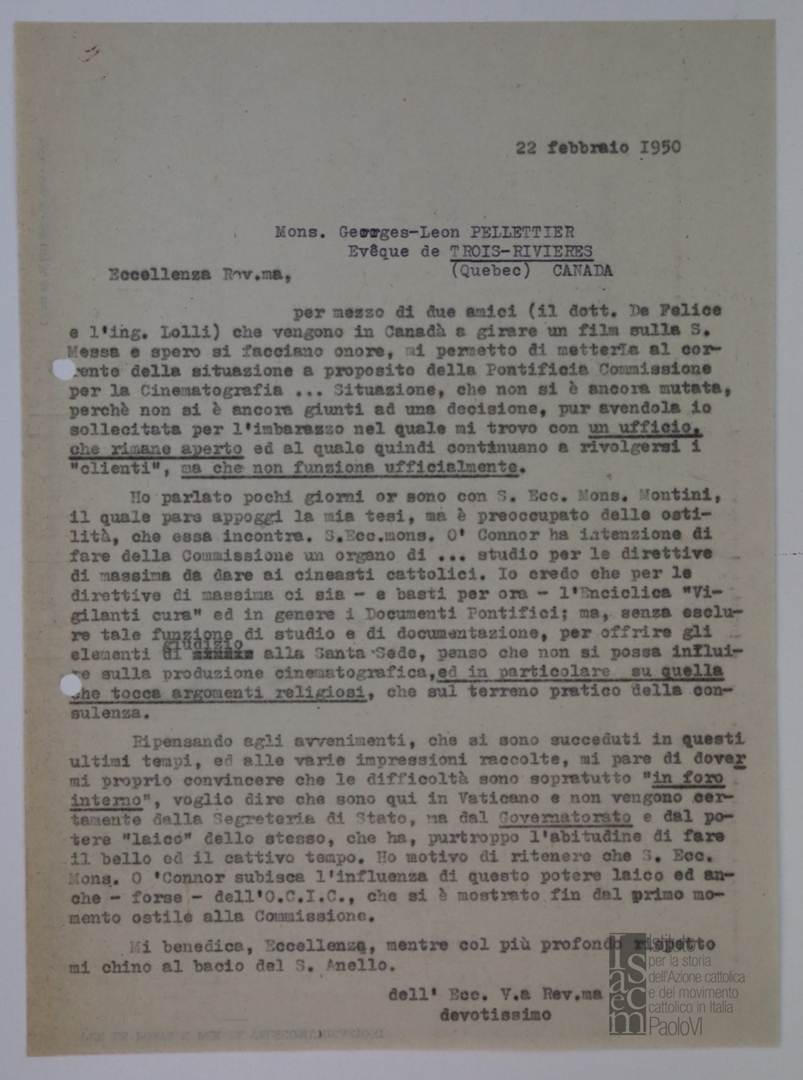 22 febbraio I950
Mons. Georges-Leon PELLETTIER
Evêque de TROIS-RIVIERES
(Quebec) CANADA
Eccellenza Rev.ma,
per mezzo di due amici (il dott. De Felice
e l'ing. Lolli) che vengono in Canadà a girare un film sulla S.
Messa e spero si facciano onore, mi permetto di metterLa al cor-
rente della situazione a proposito della Pontificia Commissione
per la Cinematografia ... Situazione, che non si è ancora mutata,
perchè non si è ancora giunti ad una decisione, pur avendola io
sollecitata per l'imbarazzo nel quale mi trovo con un ufficio,
che rimane aperto ed al quale quindi continuano a rivolgersi i
"clienti", ma che non funziona ufficialmente.
Ho parlato pochi giorni or sono con S. Ecc. Mons. Montini,
il quale pare appoggi la mia tesi, ma è preoccupato delle osti-
lità, che essa incontra. S.Ecc.mons. O' Connor ha intenzione di
fare della Commissione un organo di ... studio per le direttive
di massima da dare ai cineasti cattolici. Io credo che per le
direttive di massima ci sia - e basti per ora - l'Enciclica "Vi-
gilanti cura" ed in genere i Documenti Pontifici; ma, senza esclu-
re tale funzione di studio e di documentazione, per offrire gli
giudizio
elementi di alla Santa Sede, penso che non si possa influi-
re sulla produzione cinematografica,ed in particolare su quella
che tocca argomenti religiosi, che sul terreno pratico della con-
sulenza.
Ripensando agli avvenimenti, che si sono succeduti in questi
ultimi tempi, ed alle varie impressioni raccolte, mi pare di dover
mi proprio convincere che le difficoltà sono sopratutto "in foro
interno", voglio dire che sono qui in Vaticano e non vengono cer-
tamente dalla Segreteria di Stato, ma dal Governatorato e dal po-
tere "laico" dello stesso, che ha, purtroppo l'abitudine di fare
il bello ed il cattivo tempo. Ho motivo di ritenere che S. Ecc.
Mons. O 'Connor subisca l'influenza di questo potere laico ed an-
che - forse - dell'O.C.I.C., che si è mostrato fin dal primo mo-
mento ostile alla Commissione.
Mi benedica, Eccellenza, mentre col più profondo rispetto
mi chino al bacio del S. Anello.
dell' Ecc. V.a Rev.ma
devotissimo
Isacem
Istituto
per la storia
dell'Azione cattolica
e del movimento
cattolico in Italia
PaoloVI